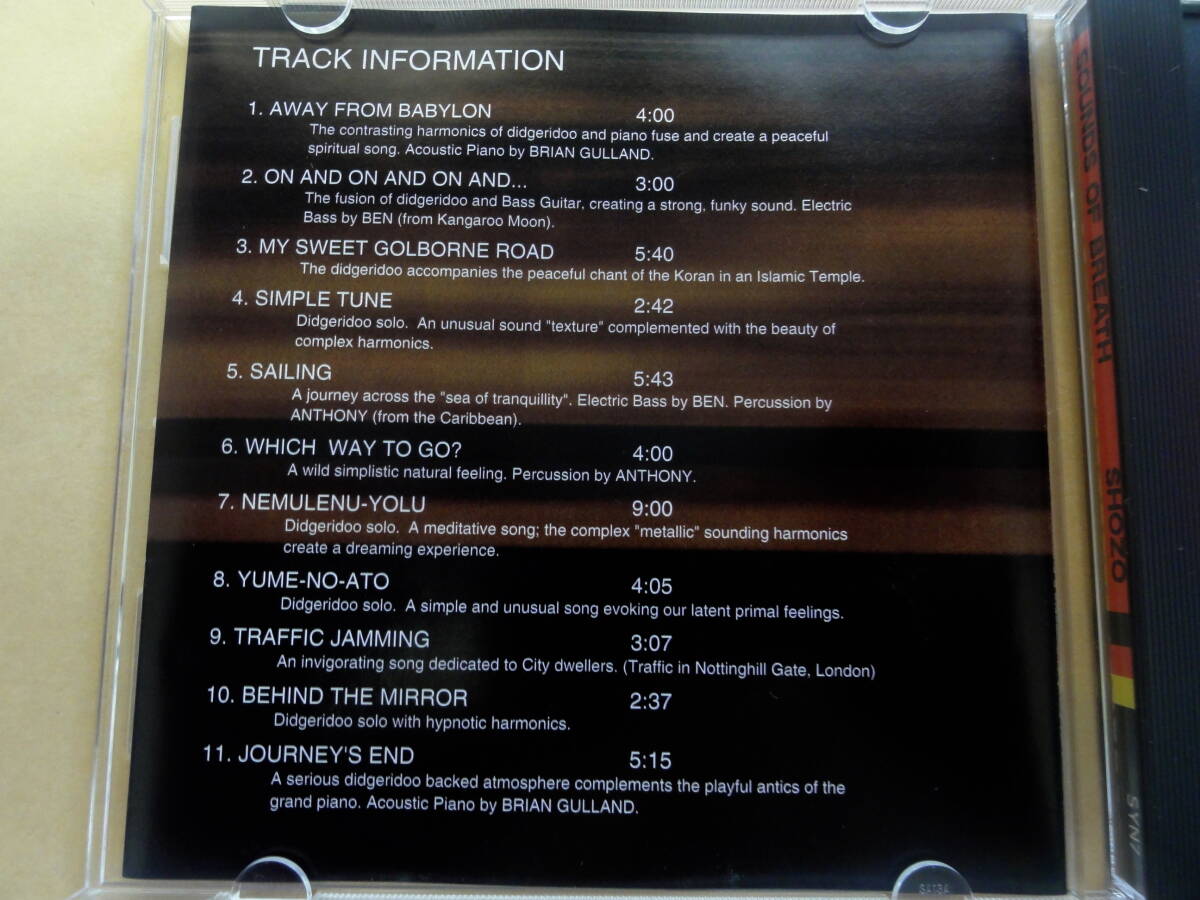 TRACK INFORMATION
1. AWAY FROM BABYLON 4:00
The contrasting harmonics of didgeridoo and piano fuse and create a peaceful
spiritual song. Acoustic Piano by BRIAN GULLAND.
2. ON AND ON AND ON AND... 3:00
The fusion of didgeridoo and Bass Guitar, creating a strong, funky sound. Electric
Bass by BEN (from Kangaroo Moon).
3. MY SWEET GOLBORNE ROAD 5:40
The didgeridoo accompanies the peaceful chant of the Koran in an Islamic Temple.
4. SIMPLE TUNE 2:42
Didgeridoo solo. An unusual sound "texture" complemented with the beauty of
complex harmonics.
5. SAILING 5:43
A journey across the "sea of tranquillity". Electric Bass by BEN. Percussion by
ANTHONY (from the Caribbean).
6. WHICH WAY TO GO? 4:00
A wild simplistic natural feeling. Percussion by ANTHONY.
7. NEMULENU-YOLU 9:00
Didgeridoo solo. A meditative song; the complex "metallic" sounding harmonics
create a dreaming experience.
8. YUME-NO-ATO 4:05
Didgeridoo solo. A simple and unusual song evoking our latent primal feelings.
9. TRAFFIC JAMMING 3:07
An invigorating song dedicated to City dwellers. (Traffic in Nottinghill Gate, London)
10. BEHIND THE MIRROR 2:37
Didgeridoo solo with hypnotic harmonics.
11. JOURNEY'S END 5:15
A serious didgeridoo backed atmosphere complements the playful antics of the
grand piano. Acoustic Piano by BRIAN GULLAND.
SOUNDS OF BREATH SHOZO SYN7